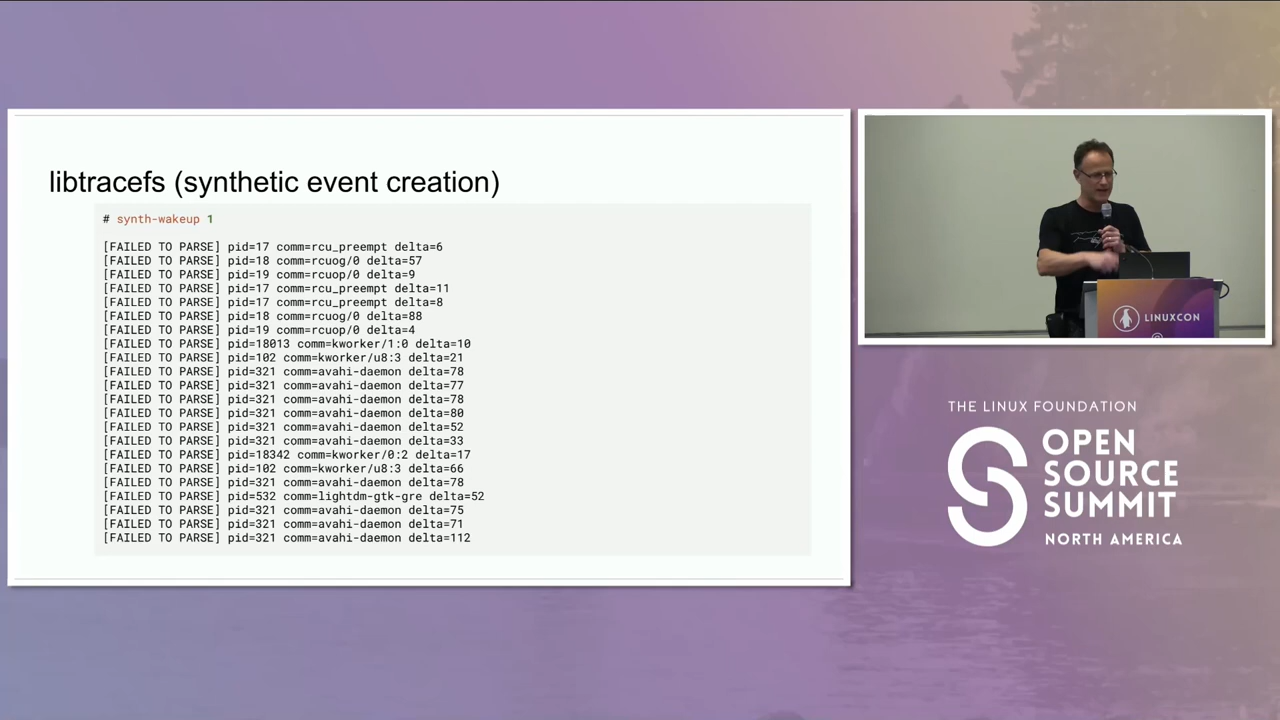 libtracefs (synthetic event creation)
# synth-wakeup 1
[FAILED TO PARSE] pid=17 comm=rcu_preempt delta=6
[FAILED TO PARSE] pid=18 comm=rcuog/0 delta=57
[FAILED TO PARSE] pid=19 comm=rcuop/0 delta=9
[FAILED TO PARSE] pid=17 comm=rcu_preempt delta=11
[FAILED TO PARSE] pid=17 comm=rcu_preempt delta=8
[FAILED TO PARSE] pid=18 comm=rcuog/0 delta=88
[FAILED TO PARSE] pid=19 comm=rcuop/0 delta=4
[FAILED TO PARSE] pid=18013 comm=kworker/1:0 delta=10
[FAILED TO PARSE] pid=102 comm=kworker/u8:3 delta=21
[FAILED TO PARSE] pid=321 comm=avahi-daemon delta=78
[FAILED TO PARSE] pid=321 comm=avahi-daemon delta=77
[FAILED TO PARSE] pid=321 comm=avahi-daemon delta=78
[FAILED TO PARSE] pid=321 comm=avahi-daemon delta=80
[FAILED TO PARSE] pid=321 comm=avahi-daemon delta=52
[FAILED TO PARSE] pid=321 comm=avahi-daemon delta=33
[FAILED TO PARSE] pid=18342 comm=kworker/0:2 delta=17
[FAILED TO PARSE] pid=102 comm=kworker/u8:3 delta=66
[FAILED TO PARSE] pid=321 comm=avahi-daemon delta=78
[FAILED TO PARSE] pid=532 comm=lightdm-gtk-gre delta=52
[FAILED TO PARSE] pid=321 comm=avahi-daemon delta=75
[FAILED TO PARSE] pid=321 comm=avahi-daemon delta=71
[FAILED TO PARSE] pid=321 comm=avahi-daemon delta=112
LINUXCON
THE LINUX FOUNDATION
OPEN
SOURCE
SUMMIT
NORTH AMERICA